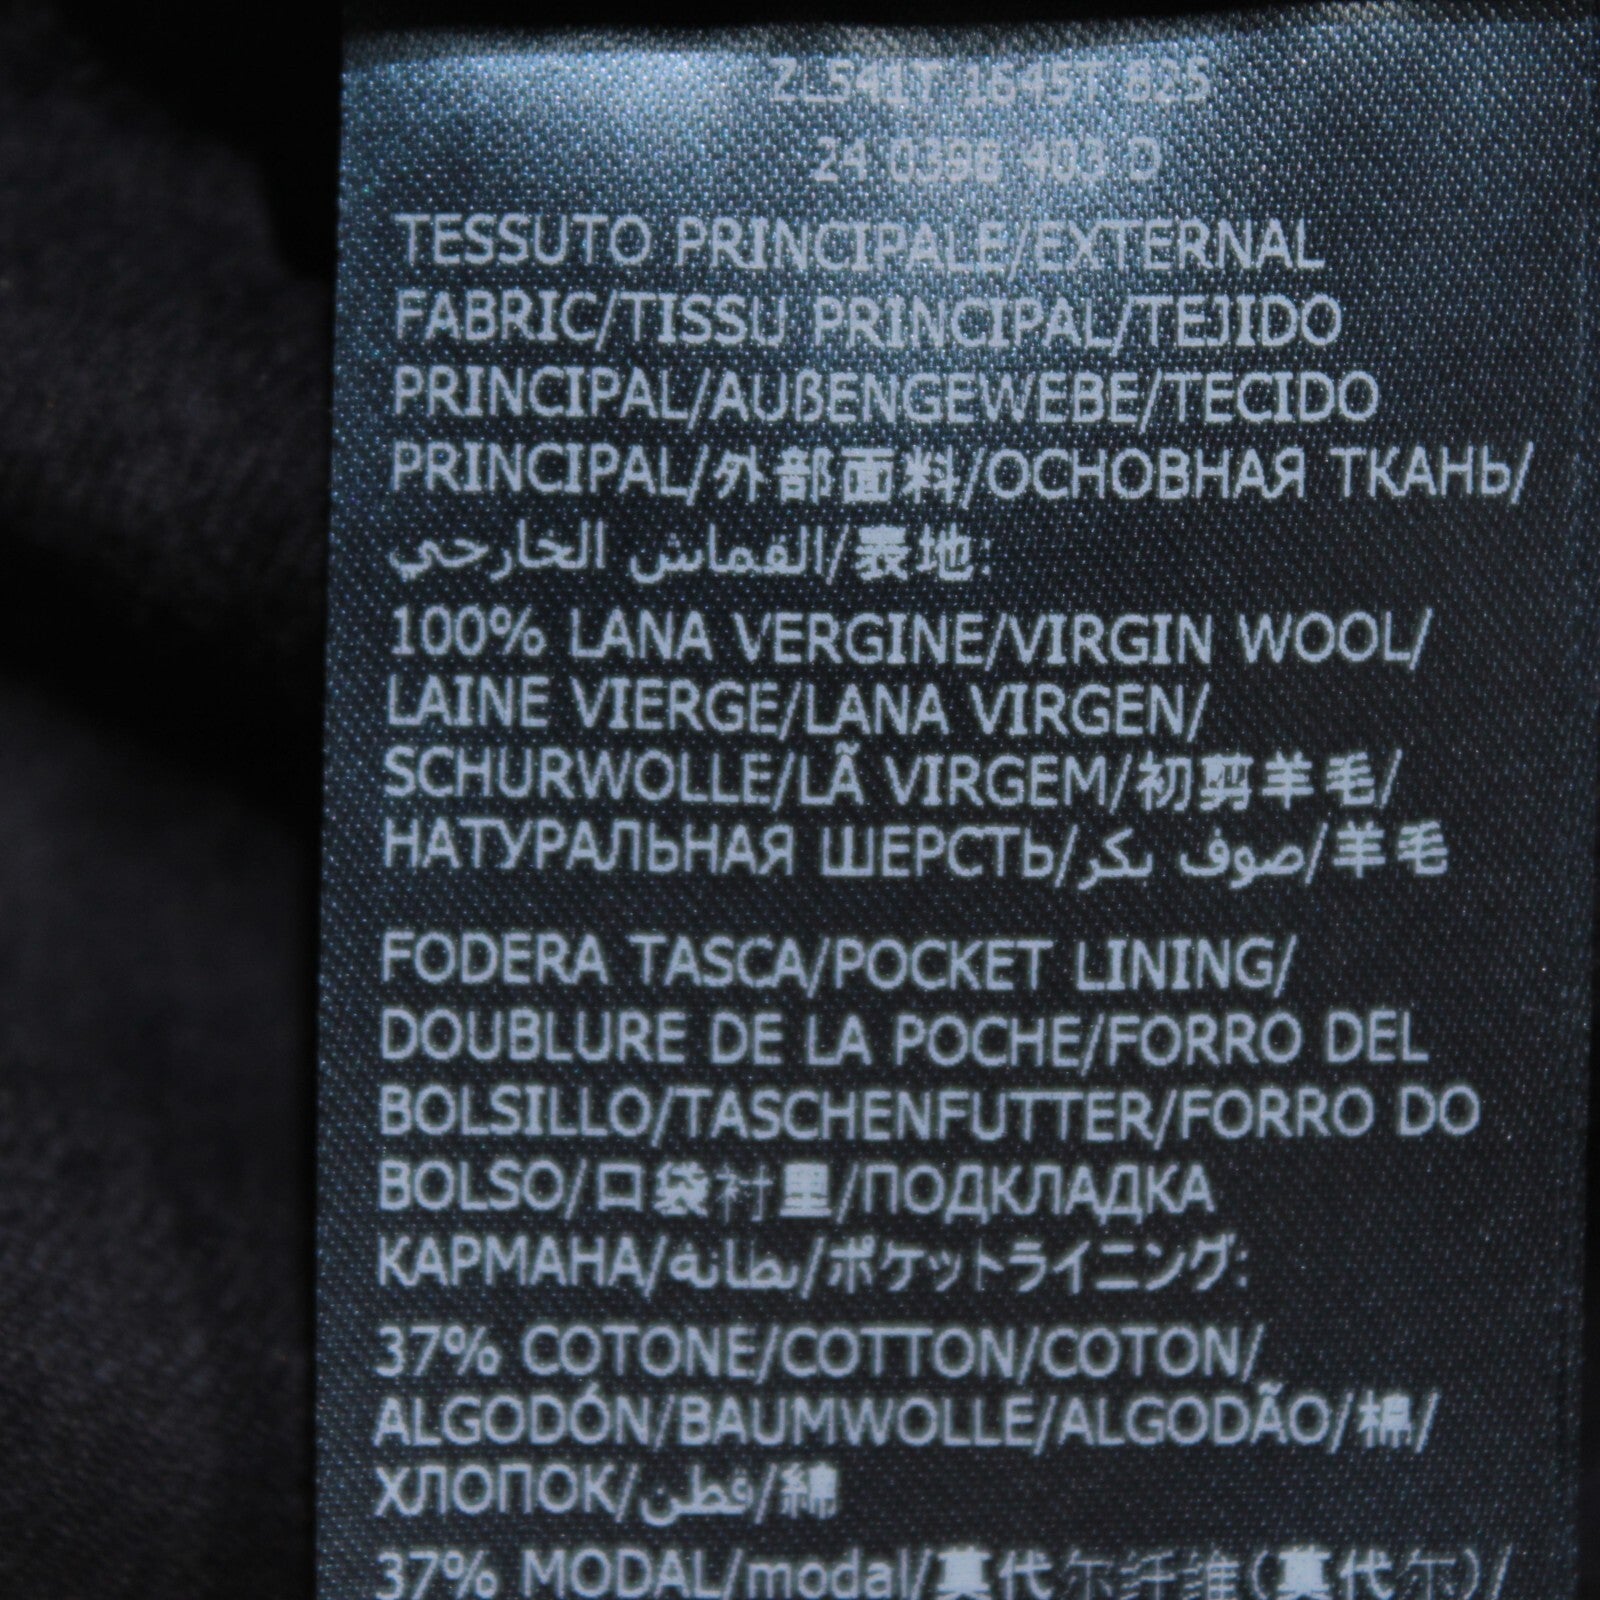 ZL541T 1645T 825
24 0398 403 D
TESSUTO PRINCIPALE/EXTERNAL
FABRIC/TISSU PRINCIPAL/TEJIDO
PRINCIPAL/AUßENGEWEBE/TECIDO
PRINCIPAL/外部面料/ОСНОВНАЯ ТКАНЬ/
القماش الخارجي/表地:
100% LANA VERGINE/VIRGIN WOOL/
LAINE VIERGE/LANA VIRGEN/
SCHURWOLLE/LÃ VIRGEM/初剪羊毛/
НАТУРАЛЬНАЯ ШЕРСТЬ/صوف بكر/羊毛
FODERA TASCA/POCKET LINING/
DOUBLURE DE LA POCHE/FORRO DEL
BOLSILLO/TASCHENFUTTER/FORRO DO
BOLSO/口袋衬里/ПОДКЛАДКА
КАРМАНА/بطانة/ポケットライニング:
37% COTONE/COTTON/COTON/
ALGODÓN/BAUMWOLLE/ALGODÃO/棉/
ХЛОПОК/قطن/綿
37% MODAL/modal/莫代尔纤维(莫代尔)/